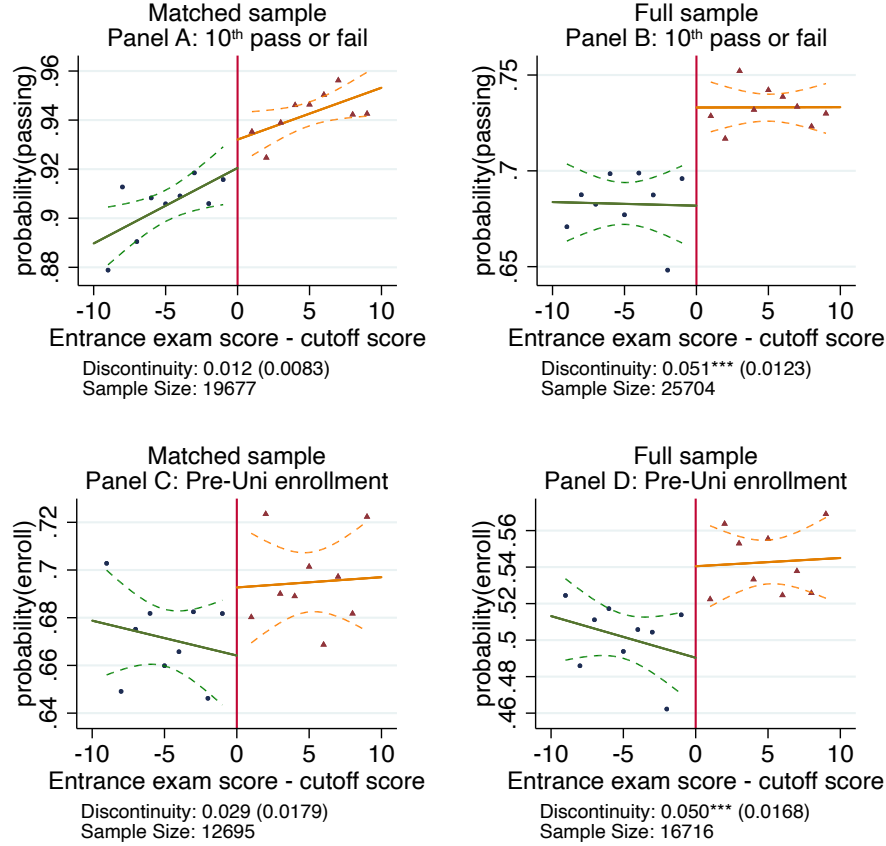 Matched sample
Panel A: 10th pass or fail
probability(passing)
.96
.94
.92
.9
.88
-10 -5 0 5 10
Entrance exam score - cutoff score
Discontinuity: 0.012 (0.0083)
Sample Size: 19677
Full sample
Panel B: 10th pass or fail
probability(passing)
.75
.7
.65
-10 -5 0 5 10
Entrance exam score - cutoff score
Discontinuity: 0.051*** (0.0123)
Sample Size: 25704
Matched sample
Panel C: Pre-Uni enrollment
probability(enroll)
.72
.7
.68
.66
.64
-10 -5 0 5 10
Entrance exam score - cutoff score
Discontinuity: 0.029 (0.0179)
Sample Size: 12695
Full sample
Panel D: Pre-Uni enrollment
probability(enroll)
.56
.54
.52
.5
.48
.46
-10 -5 0 5 10
Entrance exam score - cutoff score
Discontinuity: 0.050*** (0.0168)
Sample Size: 16716